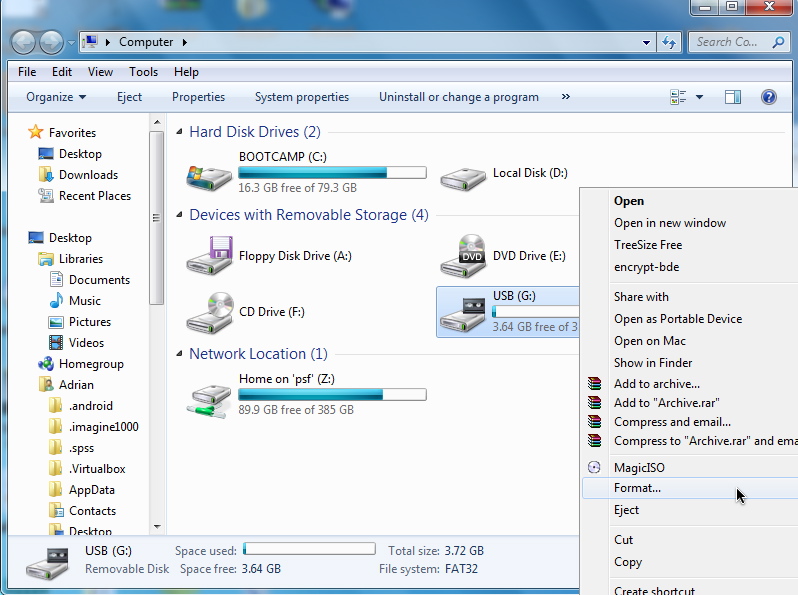 Computer
Search Co...
File Edit View Tools Help
Organize Eject Properties System properties Uninstall or change a program »
Favorites
Desktop
Downloads
Recent Places
Desktop
Libraries
Documents
Music
Pictures
Videos
Homegroup
Adrian
.android
.imagine1000
.spss
.Virtualbox
AppData
Contacts
Desktop
Hard Disk Drives (2)
BOOTCAMP (C:)
16.3 GB free of 79.3 GB
Local Disk (D:)
Devices with Removable Storage (4)
Floppy Disk Drive (A:)
DVD
DVD Drive (E:)
CD Drive (F:)
USB (G:)
3.64 GB free of 3
Network Location (1)
Home on 'psf' (Z:)
89.9 GB free of 385 GB
Open
Open in new window
TreeSize Free
encrypt-bde
Share with
Open as Portable Device
Open on Mac
Show in Finder
Add to archive...
Add to "Archive.rar"
Compress and email...
Compress to "Archive.rar" and ema
MagicISO
Format...
Eject
Cut
Copy
Create shortcut
USB (G:) Space used: Total size: 3.72 GB
Removable Disk Space free: 3.64 GB File system: FAT32